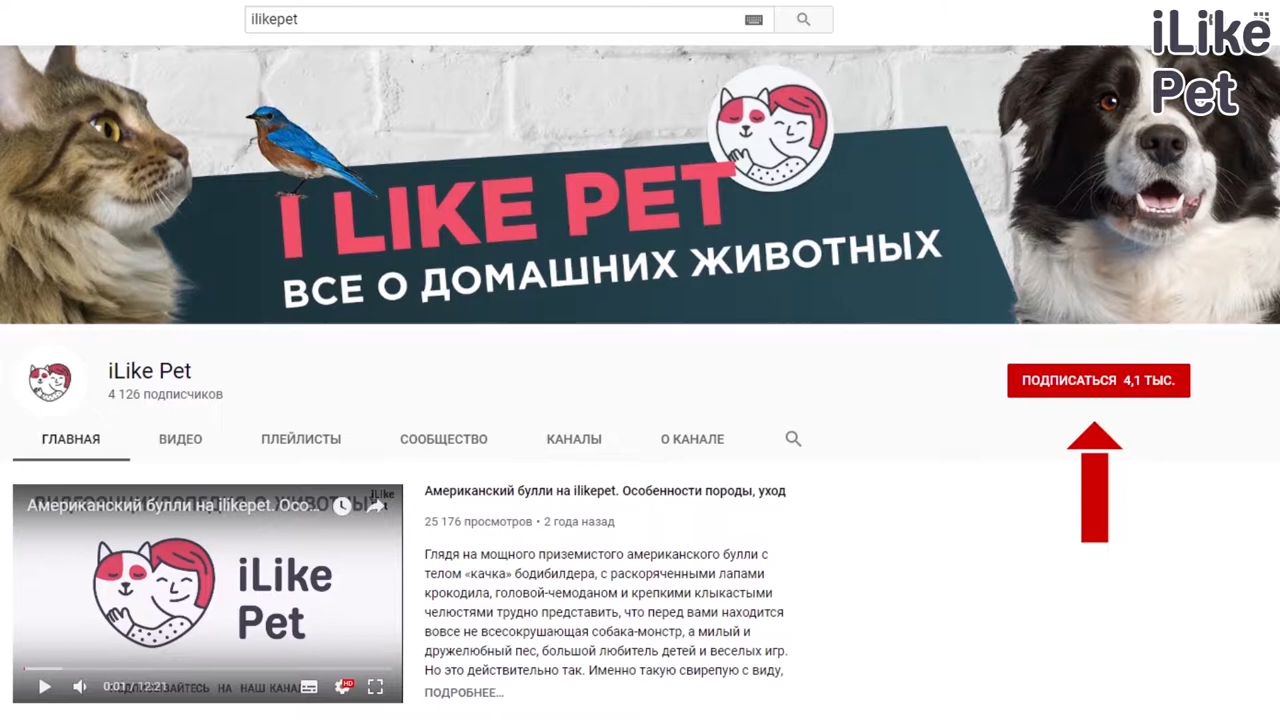 ilikepet
iLike
Pet
I LIKE PET
ВСЕ О ДОМАШНИХ ЖИВОТНЫХ
iLike Pet
4 126 подписчиков
ПОДПИСАТЬСЯ 4,1 ТЫС.
ГЛАВНАЯ ВИДЕО ПЛЕЙЛИСТЫ СООБЩЕСТВО КАНАЛЫ О КАНАЛЕ
Американский булли на ilikepet. Осо...
iLike
iLike
Pet
0:01 / 12:21
HD
Американский булли на ilikepet. Особенности породы, уход
25 176 просмотров • 2 года назад
Глядя на мощного приземистого американского булли с
телом «качка» бодибилдера, с раскоряченными лапами
крокодила, головой-чемоданом и крепкими клыкастыми
челюстями трудно представить, что перед вами находится
вовсе не всесокрушающая собака-монстр, а милый и
дружелюбный пес, большой любитель детей и веселых игр.
Но это действительно так. Именно такую свирепую с виду,
ПОДРОБНЕЕ...